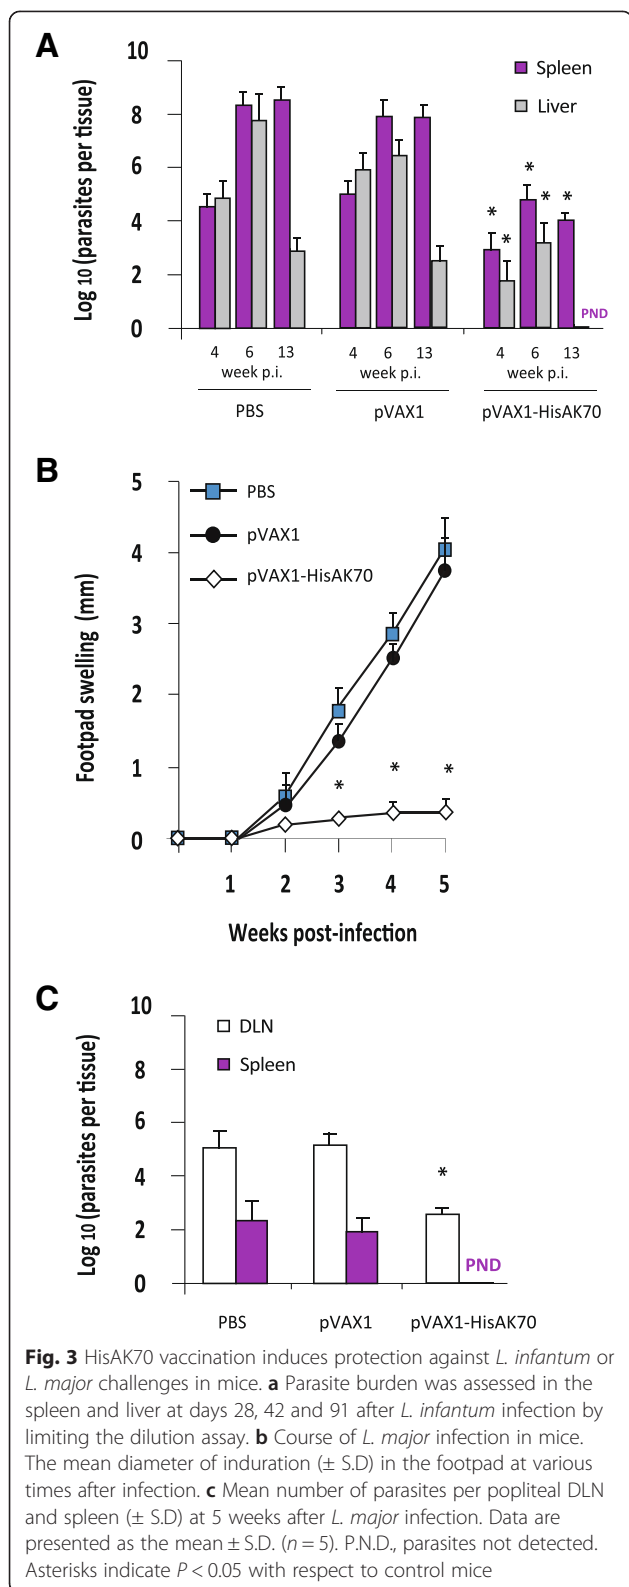 A
Log 10 (parasites per tissue)
10
8
6
4
2
0
Spleen
Liver
* * * * *
PND
4 6 13 4 6 13 4 6 13
week p.i. week p.i. week p.i.
PBS pVAX1 pVAX1-HisAK70
B
Footpad swelling (mm)
5
4
3
2
1
0
PBS
pVAX1
pVAX1-HisAK70
* * *
1 2 3 4 5
Weeks post-infection
C
Log 10 (parasites per tissue)
10
8
6
4
2
0
DLN
Spleen
*
PND
PBS pVAX1 pVAX1-HisAK70
Fig. 3 HisAK70 vaccination induces protection against L. infantum or
L. major challenges in mice. a Parasite burden was assessed in the
spleen and liver at days 28, 42 and 91 after L. infantum infection by
limiting the dilution assay. b Course of L. major infection in mice.
The mean diameter of induration (± S.D) in the footpad at various
times after infection. c Mean number of parasites per popliteal DLN
and spleen (± S.D) at 5 weeks after L. major infection. Data are
presented as the mean ± S.D. (n = 5). P.N.D., parasites not detected.
Asterisks indicate P < 0.05 with respect to control mice